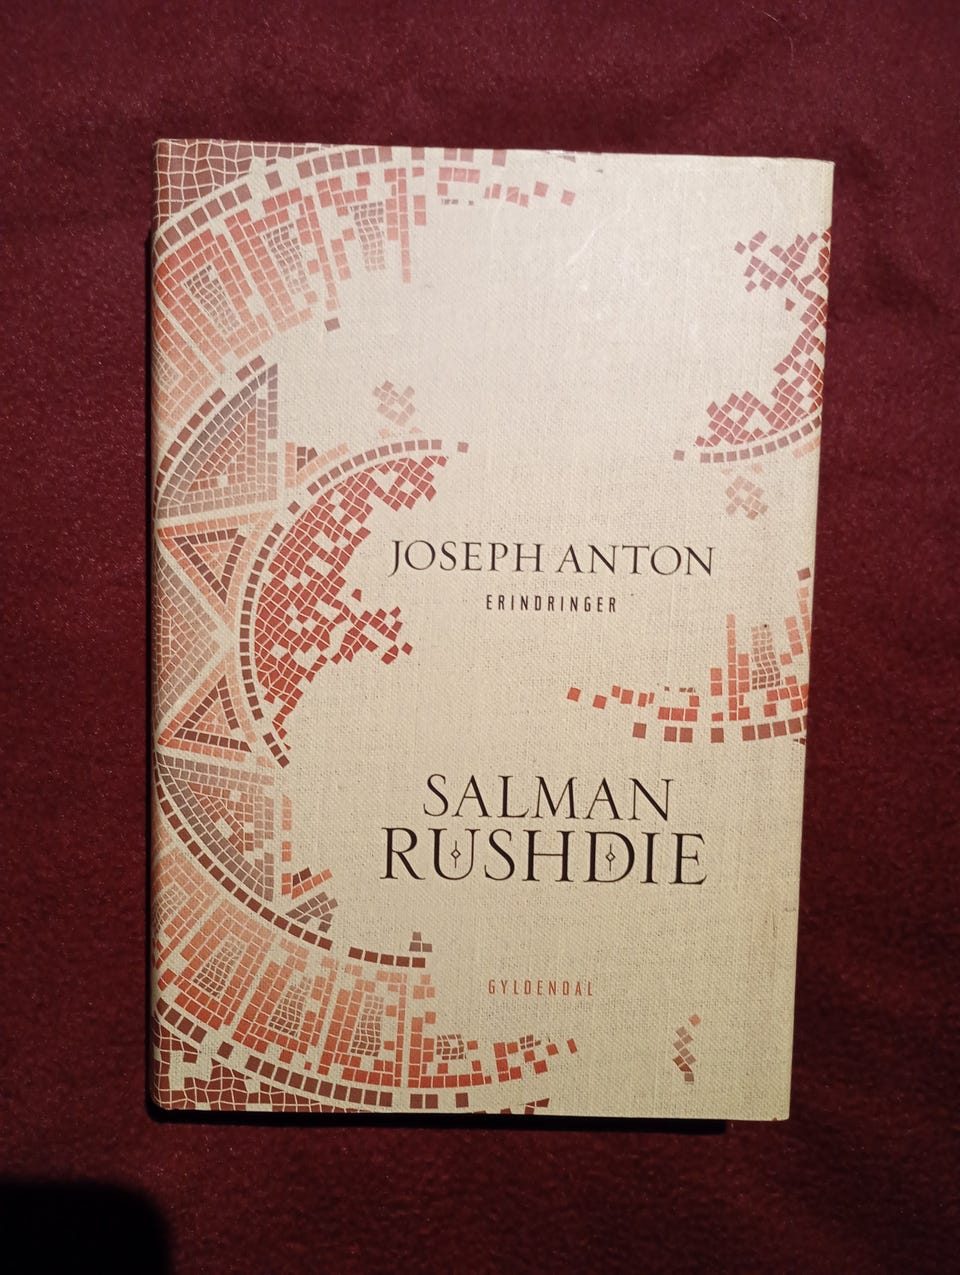 JOSEPH ANTON
ERINDRINGER
SALMAN
RUSHDIE
GYLDENDAL